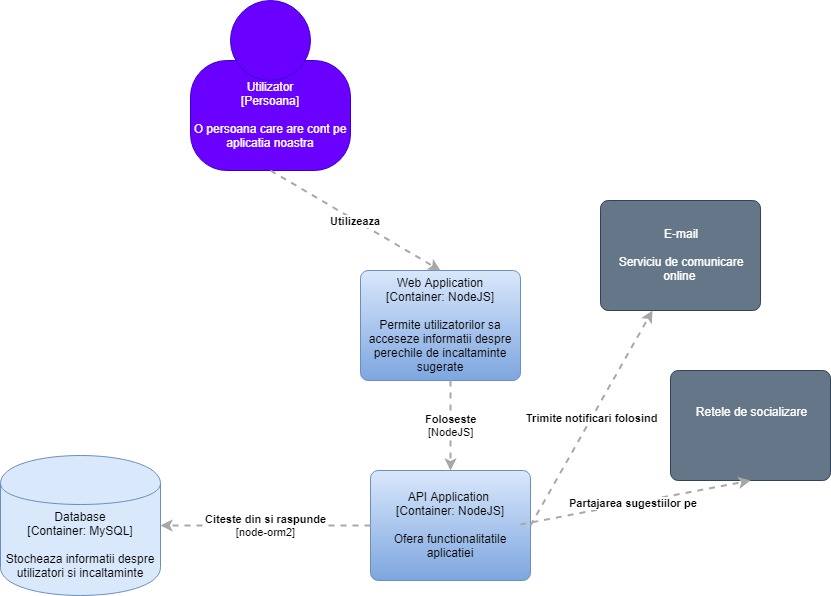 Utilizator
[Persoana]
O persoana care are cont pe
aplicatia noastra
Utilizeaza
Web Application
[Container: NodeJS]
Permite utilizatorilor sa
acceseze informatii despre
perechile de incaltaminte
sugerate
E-mail
Serviciu de comunicare
online
Foloseste
[NodeJS]
Trimite notificari folosind
Retele de socializare
API Application
[Container: NodeJS]
Ofera functionalitatile
aplicatiei
Partajarea sugestiilor pe
Citeste din si raspunde
[node-orm2]
Database
[Container: MySQL]
Stocheaza informatii despre
utilizatori si incaltaminte